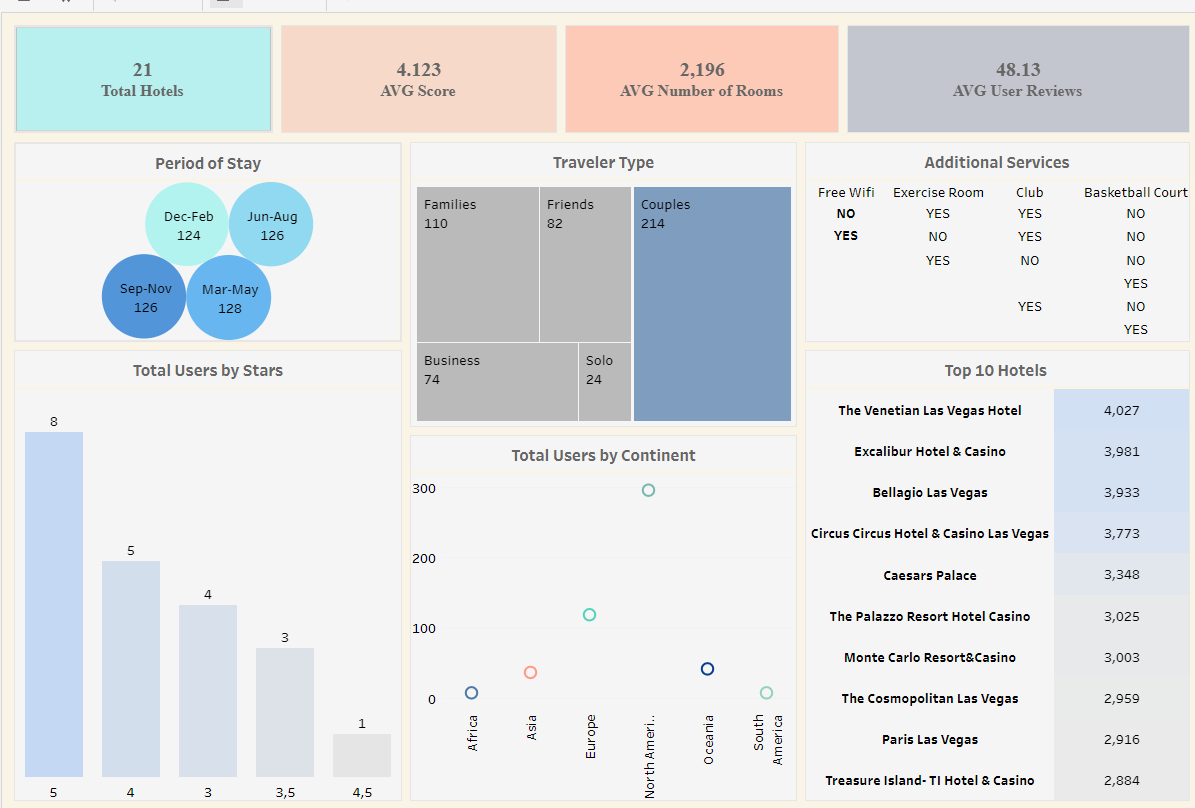 21
Total Hotels
4.123
AVG Score
2,196
AVG Number of Rooms
48.13
AVG User Reviews
Period of Stay
Dec-Feb
124
Jun-Aug
126
Sep-Nov
126
Mar-May
128
Traveler Type
Families
110
Friends
82
Couples
214
Business
74
Solo
24
Additional Services
Free Wifi Exercise Room Club Basketball Court
NO YES YES NO
YES NO YES NO
YES NO NO
YES
YES NO
YES
Total Users by Stars
8
5
4
3
1
5 4 3 3,5 4,5
Total Users by Continent
300
200
100
0
Africa
Asia
Europe
North Ameri..
Oceania
South
America
Top 10 Hotels
The Venetian Las Vegas Hotel 4,027
Excalibur Hotel & Casino 3,981
Bellagio Las Vegas 3,933
Circus Circus Hotel & Casino Las Vegas 3,773
Caesars Palace 3,348
The Palazzo Resort Hotel Casino 3,025
Monte Carlo Resort&Casino 3,003
The Cosmopolitan Las Vegas 2,959
Paris Las Vegas 2,916
Treasure Island- TI Hotel & Casino 2,884